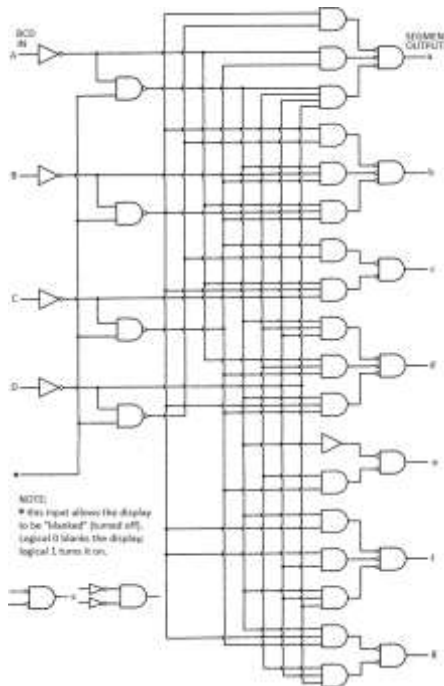 BCD
IN
SEGMENT
OUTPUT
A
a
B
b
C
c
D
d
e
NOTE:
* this input allows the display
to be "blanked" (turned off).
Logical 0 blanks the display;
logical 1 turns it on.
f
=
g